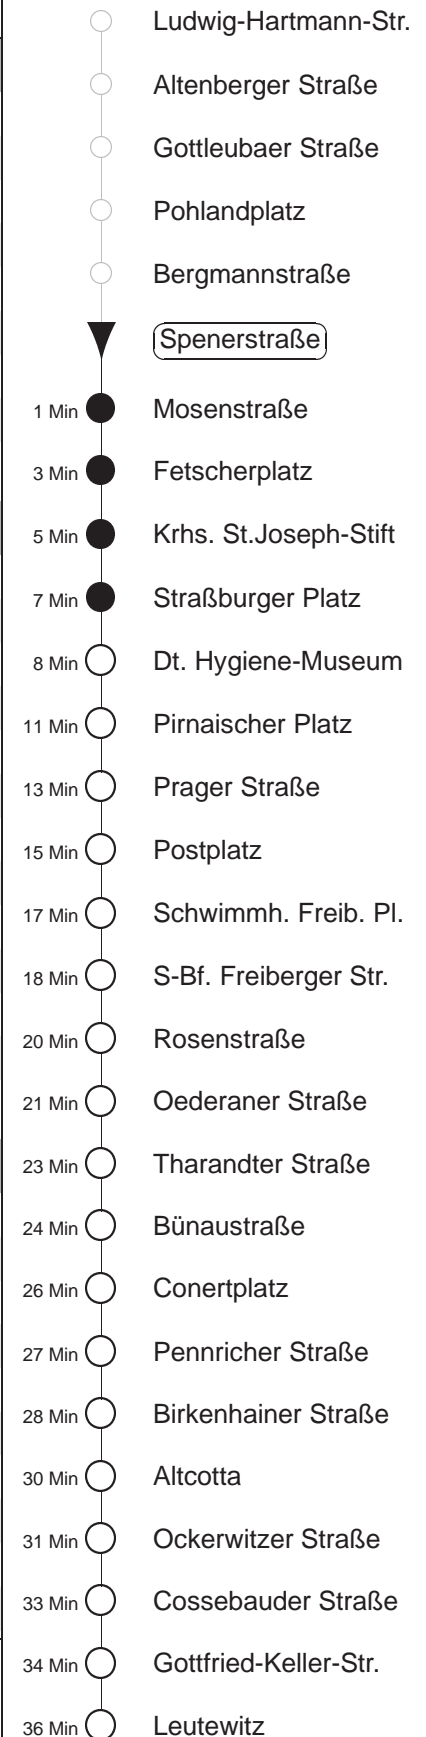 Ludwig-Hartmann-Str.
Altenberger Straße
Gottleubaer Straße
Pohlandplatz
Bergmannstraße
Spenerstraße
1 Min Mosenstraße
3 Min Fetscherplatz
5 Min Krhs. St.Joseph-Stift
7 Min Straßburger Platz
8 Min Dt. Hygiene-Museum
11 Min Pirnaischer Platz
13 Min Prager Straße
15 Min Postplatz
17 Min Schwimmh. Freib. Pl.
18 Min S-Bf. Freiberger Str.
20 Min Rosenstraße
21 Min Oederaner Straße
23 Min Tharandter Straße
24 Min Bünaustraße
26 Min Conertplatz
27 Min Pennricher Straße
28 Min Birkenhainer Straße
30 Min Altcotta
31 Min Ockerwitzer Straße
33 Min Cossebauder Straße
34 Min Gottfried-Keller-Str.
36 Min Leutewitz